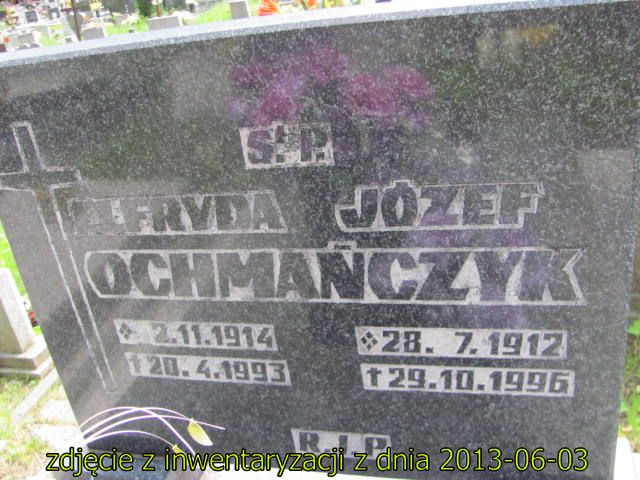 Ś.P.
ELFRYDA JÓZEF
OCHMAŃCZYK
2.11.1914 28. 7. 1912
†20. 4.1993 †29.10.1996
R.I.P.
zdjęcie z inwentaryzacji z dnia 2013-06-03